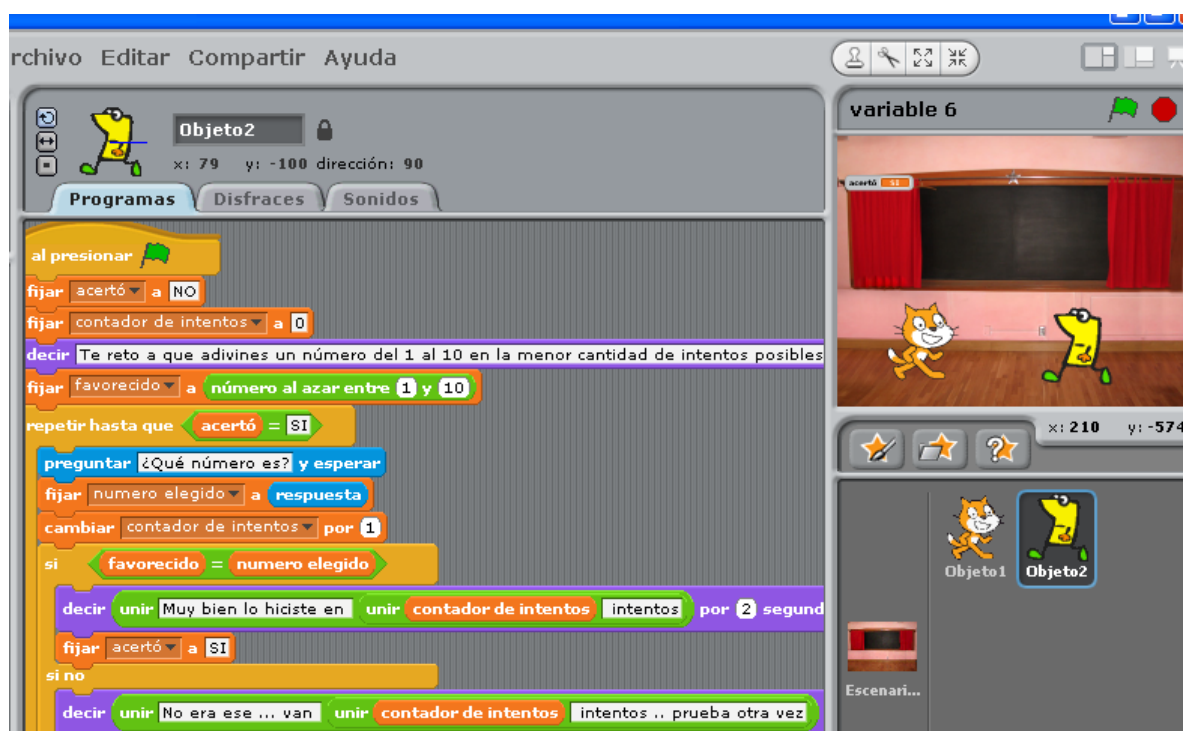 rchivo Editar Compartir Ayuda
Objeto2
x: 79 y: -100 dirección: 90
Programas Disfraces Sonidos
al presionar
fijar acertó a NO
fijar contador de intentos a 0
decir Te reto a que adivines un número del 1 al 10 en la menor cantidad de intentos posibles
fijar favorecido a número al azar entre 1 y 10
repetir hasta que acertó = SI
preguntar ¿Qué número es? y esperar
fijar numero elegido a respuesta
cambiar contador de intentos por 1
si favorecido = numero elegido
decir unir Muy bien lo hiciste en unir contador de intentos intentos por 2 segund
fijar acertó a SI
si no
decir unir No era ese ... van unir contador de intentos intentos .. prueba otra vez
variable 6
acertó SI
x: 210 y: -574
Objeto1 Objeto2
Escenari...